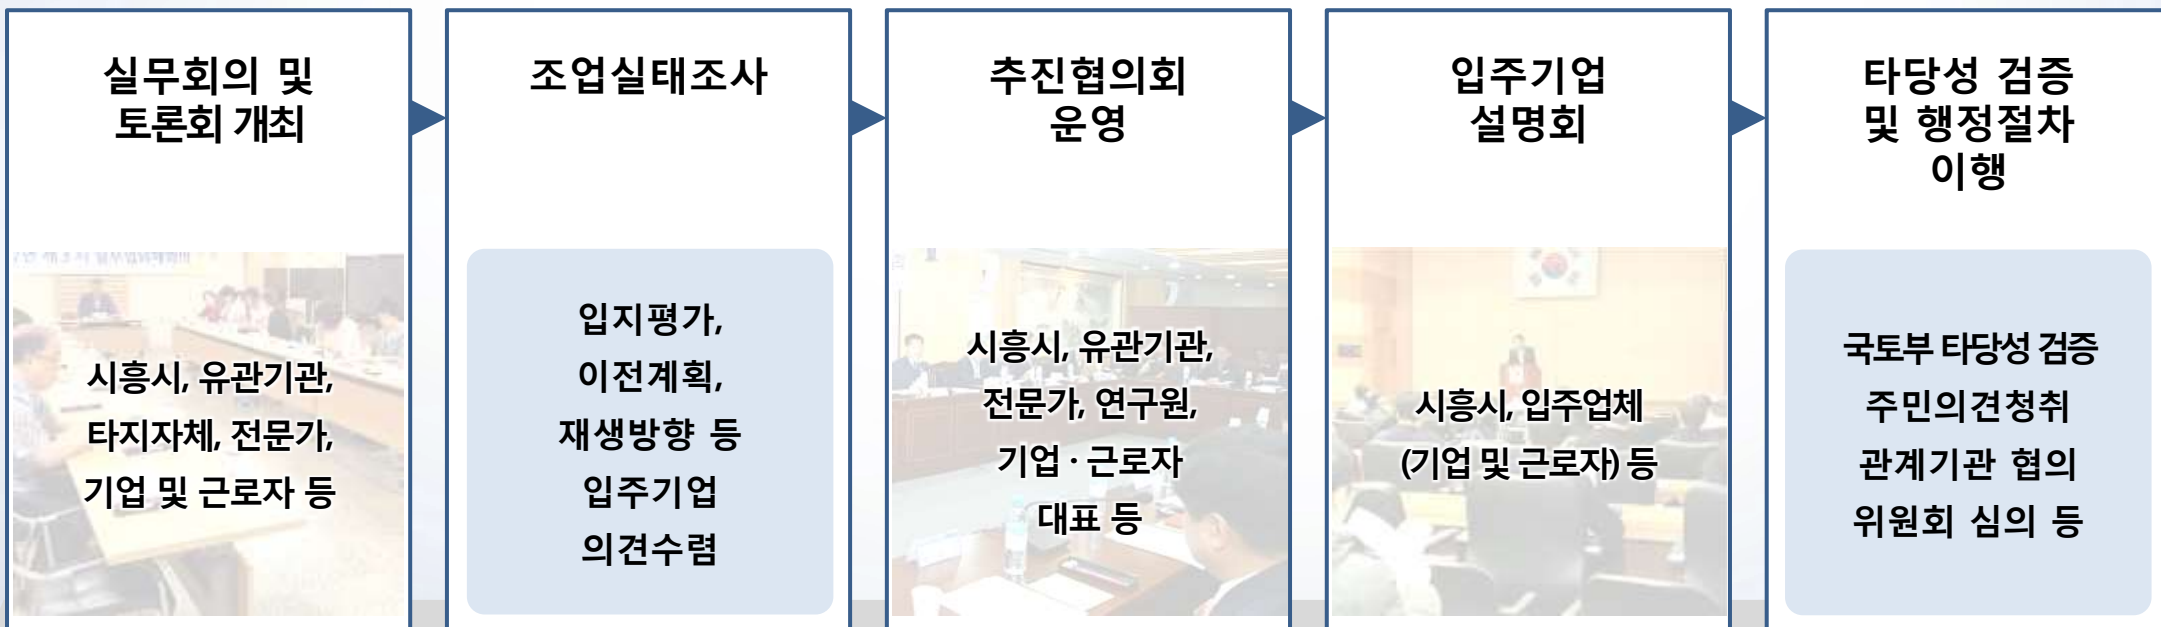 실무회의 및
토론회 개최
시흥시, 유관기관,
타지자체, 전문가,
기업 및 근로자 등
조업실태조사
입지평가,
이전계획,
재생방향 등
입주기업
의견수렴
추진협의회
운영
시흥시, 유관기관,
전문가, 연구원,
기업 · 근로자
대표 등
입주기업
설명회
시흥시, 입주업체
(기업 및 근로자) 등
타당성 검증
및 행정절차
이행
국토부 타당성 검증
주민의견청취
관계기관 협의
위원회 심의 등